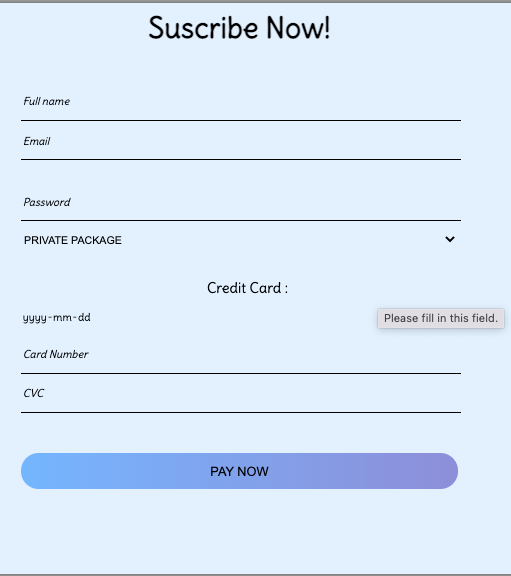 Suscribe Now!
Full name
Email
Password
PRIVATE PACKAGE
Credit Card :
yyyy-mm-dd
Please fill in this field.
Card Number
CVC
PAY NOW